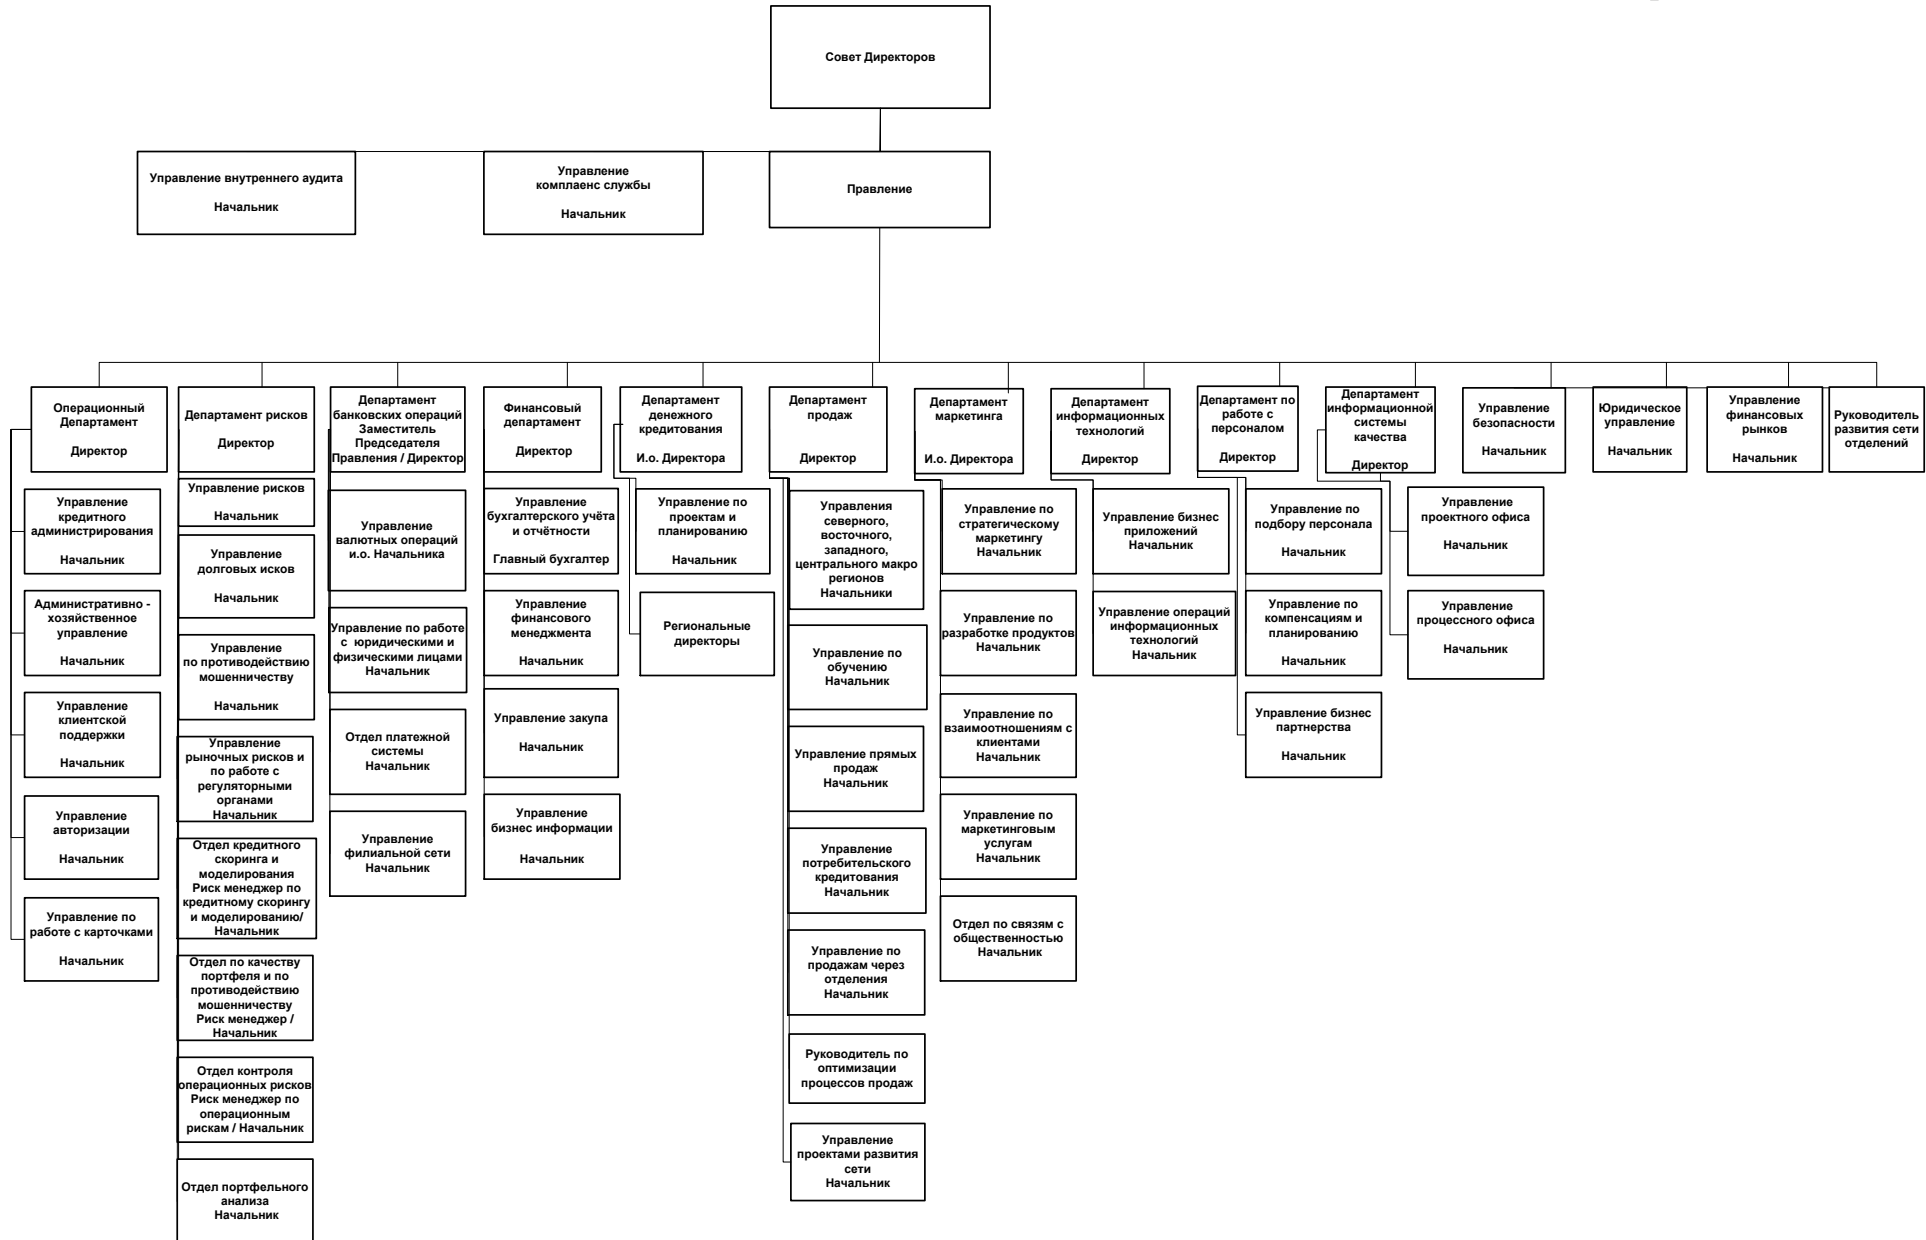 Совет Директоров
Управление внутреннего аудита
Начальник
Управление
комплаенс службы
Начальник
Правление
Операционный
Департамент
Директор
Департамент рисков
Директор
Департамент
банковских операций
Заместитель
Председателя
Правления / Директор
Финансовый
департамент
Директор
Департамент
денежного
кредитования
И.о. Директора
Департамент
продаж
Директор
Департамент
маркетинга
И.о. Директора
Департамент
информационных
технологий
Директор
Департамент по
работе с
персоналом
Директор
Департамент
информационной
системы
качества
Директор
Управление
безопасности
Начальник
Юридическое
управление
Начальник
Управление
финансовых
рынков
Начальник
Руководитель
развития сети
отделений
Управление
кредитного
администрирования
Начальник
Административно -
хозяйственное
управление
Начальник
Управление
клиентской
поддержки
Начальник
Управление
авторизации
Начальник
Управление по
работе с карточками
Начальник
Управление рисков
Начальник
Управление
долговых исков
Начальник
Управление
по противодействию
мошенничеству
Начальник
Управление
рыночных рисков и
по работе с
регуляторными
органами
Начальник
Отдел кредитного
скоринга и
моделирования
Риск менеджер по
кредитному скорингу
и моделированию/
Начальник
Отдел по качеству
портфеля и по
противодействию
мошенничеству
Риск менеджер /
Начальник
Отдел контроля
операционных рисков
Риск менеджер по
операционным
рискам / Начальник
Отдел портфельного
анализа
Начальник
Управление
валютных операций
и.о. Начальника
Управление по работе
с юридическими и
физическими лицами
Начальник
Отдел платежной
системы
Начальник
Управление
филиальной сети
Начальник
Управление
бухгалтерского учёта
и отчётности
Главный бухгалтер
Управление
финансового
менеджмента
Начальник
Управление закупа
Начальник
Управление
бизнес информации
Начальник
Управление по
проектам и
планированию
Начальник
Региональные
директоры
Управления
северного,
восточного,
западного,
центрального макро
регионов
Начальники
Управление по
обучению
Начальник
Управление прямых
продаж
Начальник
Управление
потребительского
кредитования
Начальник
Управление по
продажам через
отделения
Начальник
Руководитель по
оптимизации
процессов продаж
Управление
проектами развития
сети
Начальник
Управление по
стратегическому
маркетингу
Начальник
Управление по
разработке продуктов
Начальник
Управление по
взаимоотношениям с
клиентами
Начальник
Управление по
маркетинговым
услугам
Начальник
Отдел по связям с
общественностью
Начальник
Управление бизнес
приложений
Начальник
Управление операций
информационных
технологий
Начальник
Управление по
подбору персонала
Начальник
Управление по
компенсациям и
планированию
Начальник
Управление бизнес
партнерства
Начальник
Управление
проектного офиса
Начальник
Управление
процессного офиса
Начальник